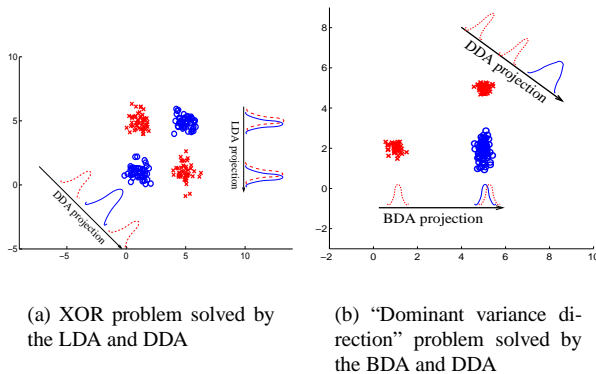 10
5
0
−5
−5
0
5
10
DDA projection
LDA projection
8
6
4
2
0
−2
−2
0
2
4
6
8
10
DDA projection
BDA projection
(a) XOR problem solved by
the LDA and DDA
(b) “Dominant variance di-
rection” problem solved by
the BDA and DDA